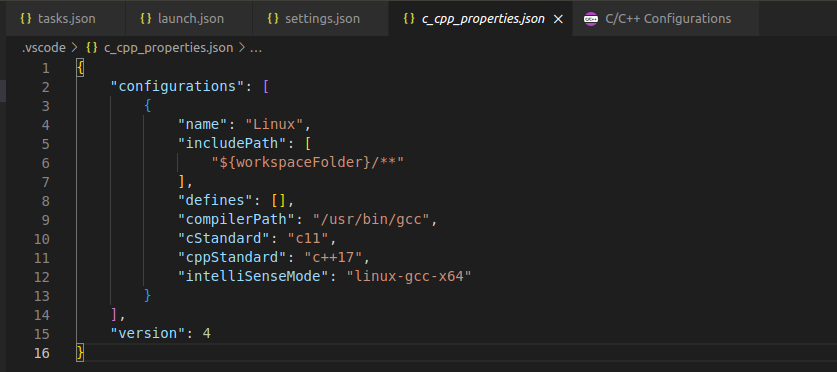 tasks.json launch.json settings.json c_cpp_properties.json × C/C++ C/C++ Configurations
.vscode > c_cpp_properties.json > ...
1 {
2 "configurations": [
3 {
4 "name": "Linux",
5 "includePath": [
6 "${workspaceFolder}/**"
7 ],
8 "defines": [],
9 "compilerPath": "/usr/bin/gcc",
10 "cStandard": "c11",
11 "cppStandard": "c++17",
12 "intelliSenseMode": "linux-gcc-x64"
13 }
14 ],
15 "version": 4
16 }